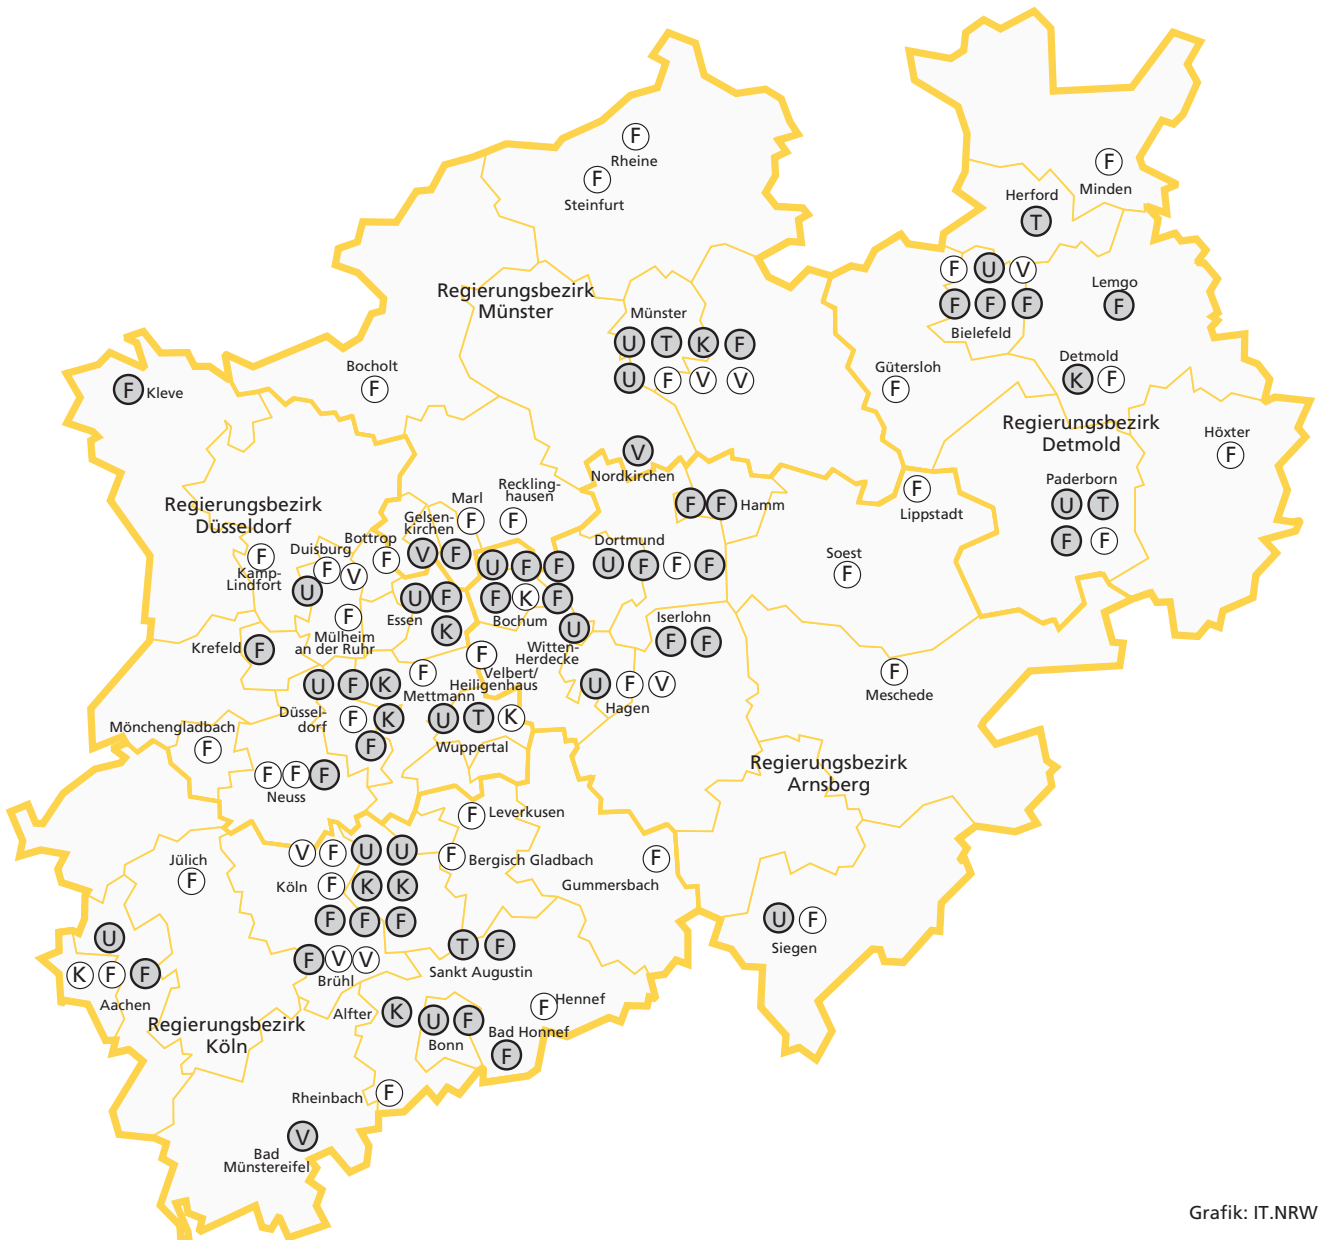 F
Rheine
F
Steinfurt
F
Minden
Herford
T
F U V
F F F
Bielefeld
Lemgo
F
Regierungsbezirk
Münster
Münster
U T K F
U F V V
Bocholt
F
F Kleve
Gütersloh
F
Detmold
K F
Regierungsbezirk
Detmold
Höxter
F
Paderborn
U T
F F
V
Nordkirchen
F F Hamm
F
Lippstadt
Soest
F
Regierungsbezirk
Düsseldorf
Marl
F
Reckling-
hausen
F
Gelsen-
kirchen
V F
Bottrop
F
Duisburg
F V
U
F
Kamp-
Lindfort
F
Mülheim
an der Ruhr
U F
Essen
K
U F F
F K F
Bochum
Dortmund
U F F F
U
Witten-
Herdecke
Iserlohn
F F
U F V
Hagen
F
Meschede
Krefeld F
F
Velbert/
Heiligenhaus
F
Mettmann
U F K
Düssel-
dorf
F K
F
U T K
Wuppertal
Mönchengladbach
F
F F F
Neuss
Regierungsbezirk
Arnsberg
F Leverkusen
F Bergisch Gladbach
F
Gummersbach
Jülich
F
V F U U
Köln F K K
F F F
U F
Siegen
U
K F F
Aachen
F V V
Brühl
T F
Sankt Augustin
Regierungsbezirk
Köln
Alfter K
U F
Bonn
F Hennef
Bad Honnef
F
Rheinbach F
V
Bad
Münstereifel
Grafik: IT.NRW